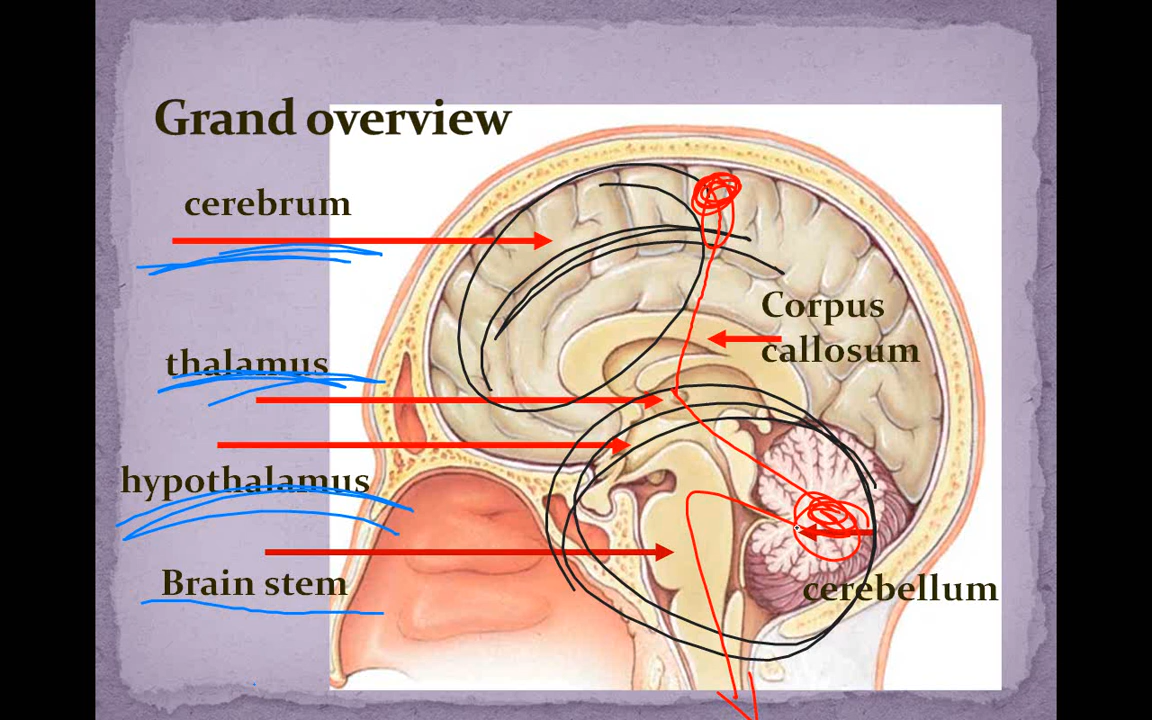 Grand overview
cerebrum
Corpus
callosum
thalamus
hypothalamus
Brain stem
cerebellum